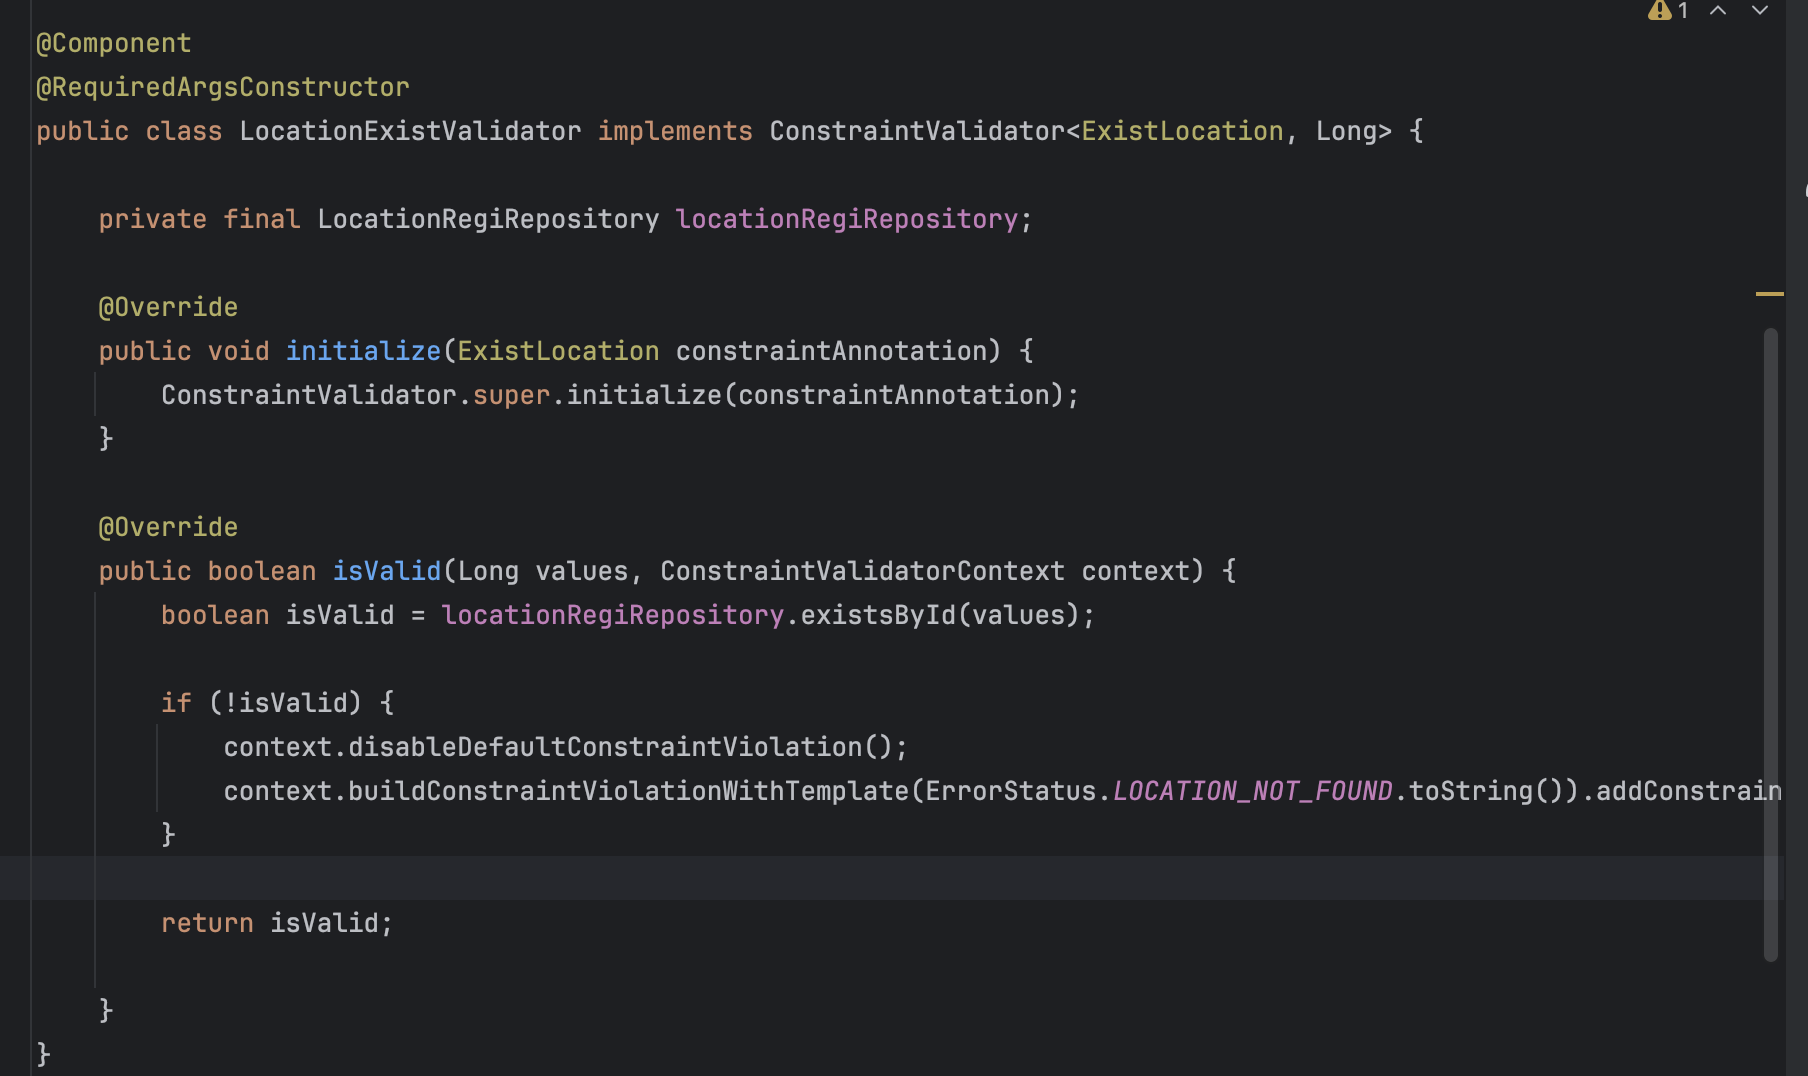 1
@Component
@RequiredArgsConstructor
public class LocationExistValidator implements ConstraintValidator<ExistLocation, Long> {
private final LocationRegiRepository locationRegiRepository;
@Override
public void initialize(ExistLocation constraintAnnotation) {
ConstraintValidator.super.initialize(constraintAnnotation);
}
@Override
public boolean isValid(Long values, ConstraintValidatorContext context) {
boolean isValid = locationRegiRepository.existsById(values);
if (!isValid) {
context.disableDefaultConstraintViolation();
context.buildConstraintViolationWithTemplate(ErrorStatus.LOCATION_NOT_FOUND.toString()).addConstrain
}
return isValid;
}
}